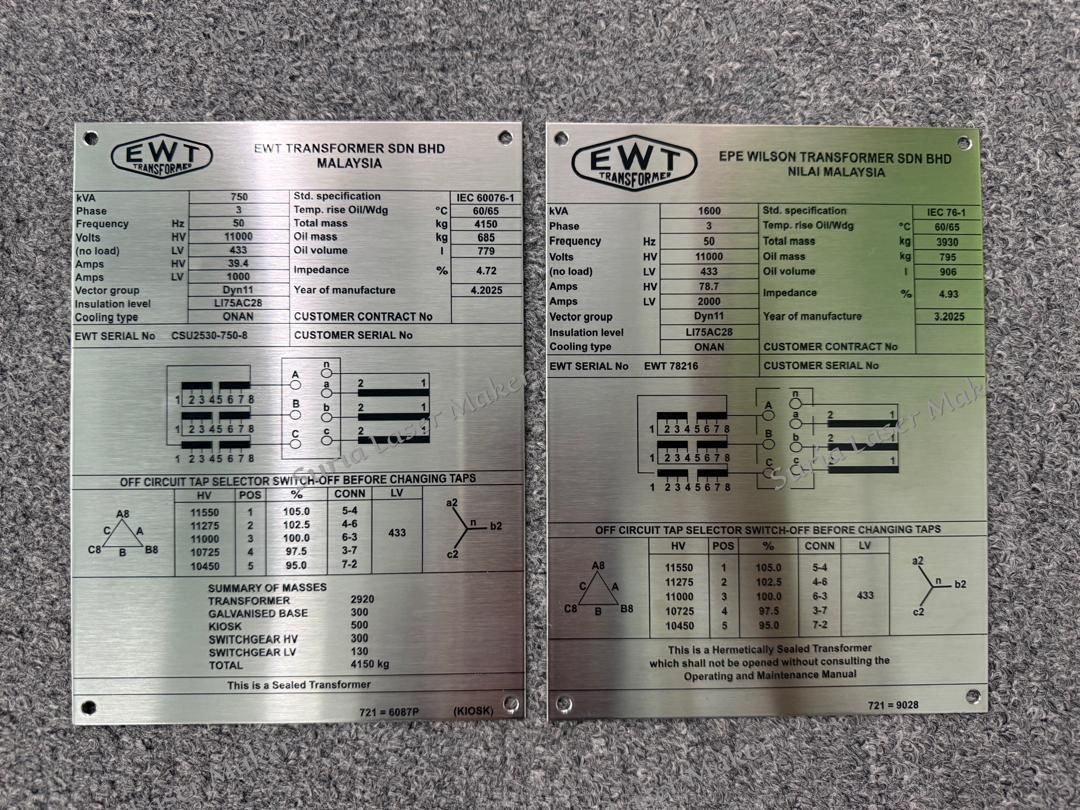 EWT
TRANSFORMER
EWT TRANSFORMER SDN BHD
MALAYSIA
kVA 750 Std. specification IEC 60076-1
Phase 3 Temp. rise Oil/Wdg °C 60/65
Frequency Hz 50 Total mass kg 4150
Volts HV 11000 Oil mass kg 685
(no load) LV 433 Oil volume l 779
Amps HV 39.4 Impedance % 4.72
Amps LV 1000
Vector group Dyn11 Year of manufacture 4.2025
Insulation level LI75AC28
Cooling type ONAN CUSTOMER CONTRACT No
EWT SERIAL No CSU2530-750-8 CUSTOMER SERIAL No
A n
a 2 1
1 2 3 4 5 6 7 8
B b 2 1
1 2 3 4 5 6 7 8
C c 2 1
1 2 3 4 5 6 7 8
OFF CIRCUIT TAP SELECTOR SWITCH-OFF BEFORE CHANGING TAPS
HV POS % CONN LV
11550 1 105.0 5-4
11275 2 102.5 4-6
11000 3 100.0 6-3 433
10725 4 97.5 3-7
10450 5 95.0 7-2
A8
C A
C8 B B8
a2
n b2
c2
SUMMARY OF MASSES
TRANSFORMER 2920
GALVANISED BASE 300
KIOSK 500
SWITCHGEAR HV 300
SWITCHGEAR LV 130
TOTAL 4150 kg
This is a Sealed Transformer
721 = 6087P (KIOSK)
EWT
TRANSFORMER
EPE WILSON TRANSFORMER SDN BHD
NILAI MALAYSIA
kVA 1600 Std. specification IEC 76-1
Phase 3 Temp. rise Oil/Wdg °C 60/65
Frequency Hz 50 Total mass kg 3930
Volts HV 11000 Oil mass kg 795
(no load) LV 433 Oil volume l 906
Amps HV 78.7 Impedance % 4.93
Amps LV 2000
Vector group Dyn11 Year of manufacture 3.2025
Insulation level LI75AC28
Cooling type ONAN CUSTOMER CONTRACT No
EWT SERIAL No EWT 78216 CUSTOMER SERIAL No
A n
a 2 1
1 2 3 4 5 6 7 8
B b 2 1
1 2 3 4 5 6 7 8
C c 2 1
1 2 3 4 5 6 7 8
OFF CIRCUIT TAP SELECTOR SWITCH-OFF BEFORE CHANGING TAPS
HV POS % CONN LV
11550 1 105.0 5-4
11275 2 102.5 4-6
11000 3 100.0 6-3 433
10725 4 97.5 3-7
10450 5 95.0 7-2
A8
C A
C8 B B8
a2
n b2
c2
This is a Hermetically Sealed Transformer
which shall not be opened without consulting the
Operating and Maintenance Manual
721 = 9028
Suria Laser Maker
Suria Laser Maker